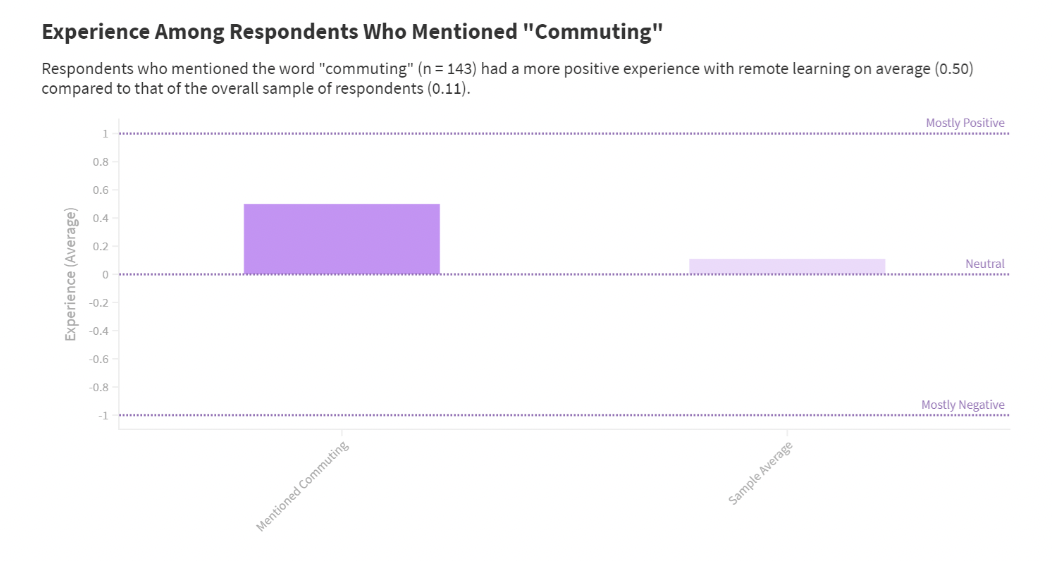 Experience Among Respondents Who Mentioned "Commuting"
Respondents who mentioned the word "commuting" (n = 143) had a more positive experience with remote learning on average (0.50)
compared to that of the overall sample of respondents (0.11).
Mostly Positive
1
0.8
0.6
0.4
0.2
Neutral
0
-0.2
-0.4
-0.6
-0.8
Mostly Negative
-1
Experience (Average)
Mentioned Commuting
Sample Average